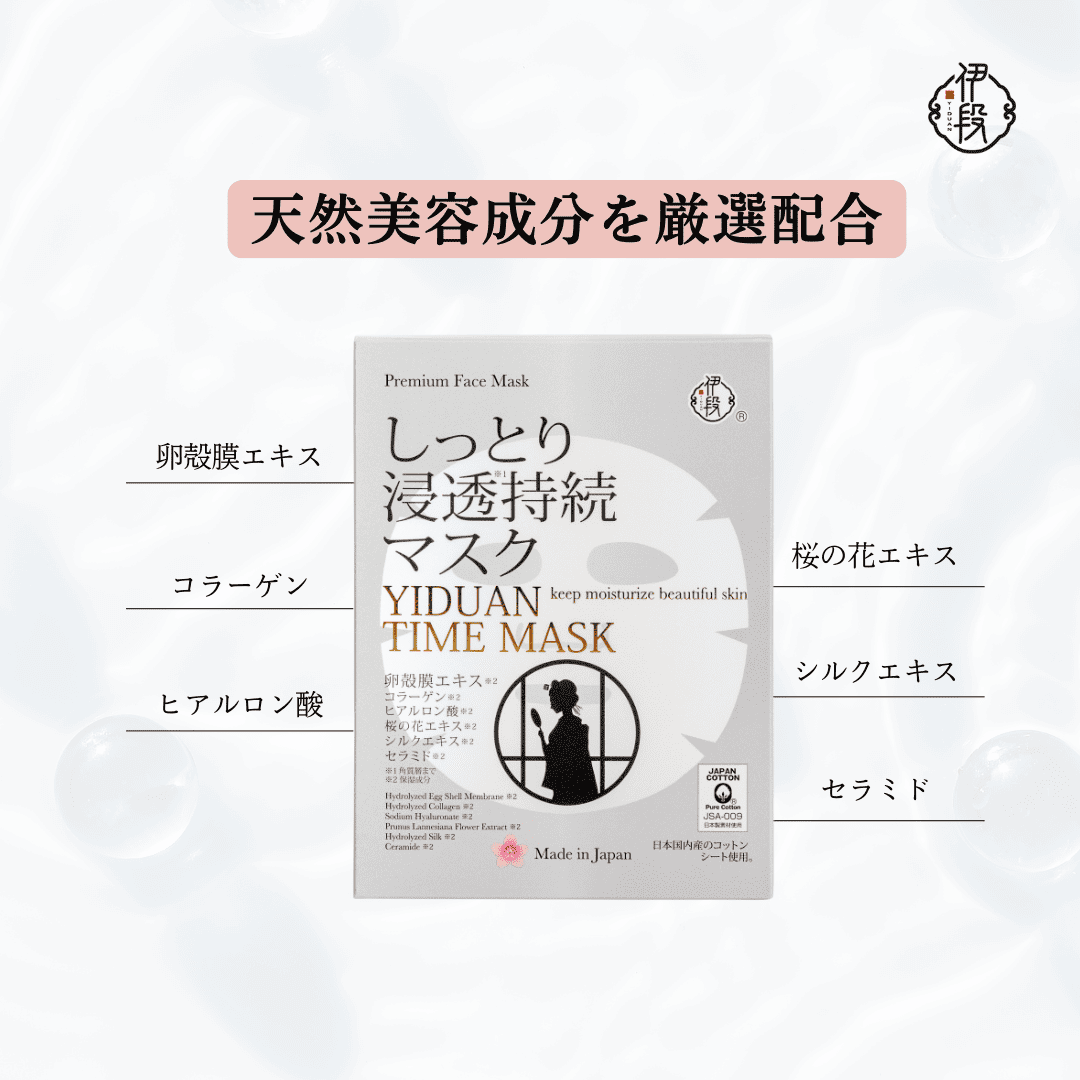 伊段
YIDUAN
天然美容成分を厳選配合
卵殻膜エキス
コラーゲン
ヒアルロン酸
桜の花エキス
シルクエキス
セラミド
Premium Face Mask
伊段
®
しっとり
浸透※1持続
マスク
YIDUAN
keep moisturize beautiful skin
TIME MASK
卵殻膜エキス※2
コラーゲン※2
ヒアルロン酸※2
桜の花エキス※2
シルクエキス※2
セラミド※2
※1 角質層まで
※2 保湿成分
Hydrolyzed Egg Shell Membrane ※2
Hydrolyzed Collagen ※2
Sodium Hyaluronate ※2
Prunus Lannesiana Flower Extract ※2
Hydrolyzed Silk ※2
Ceramide ※2
Made in Japan
JAPAN
COTTON
®
Pure Cotton
JSA-009
日本製素材使用
日本国内産のコットン
シート使用。